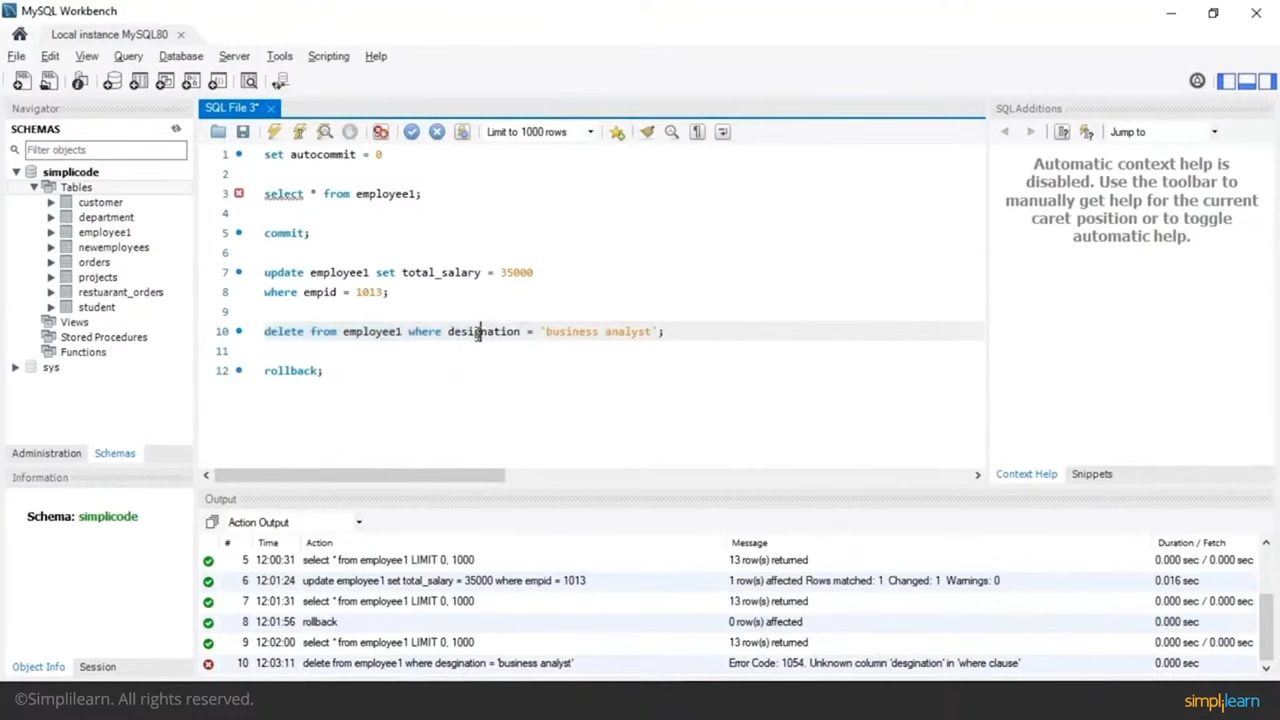 MySQL Workbench
Local instance MySQL80
File Edit View Query Database Server Tools Scripting Help
Navigator
SCHEMAS
Filter objects
simplicode
Tables
customer
department
employee1
newemployees
orders
projects
restuarant_orders
student
Views
Stored Procedures
Functions
sys
Administration Schemas
Information
Schema: simplicode
Object Info Session
SQL File 3*
Limit to 1000 rows
1 set autocommit = 0
2
3 select * from employee1;
4
5 commit;
6
7 update employee1 set total_salary = 35000
8 where empid = 1013;
9
10 delete from employee1 where designation = 'business analyst';
11
12 rollback;
SQL Additions
Jump to
Automatic context help is
disabled. Use the toolbar to
manually get help for the current
caret position or to toggle
automatic help.
Context Help Snippets
Output
Action Output
# Time Action Message Duration / Fetch
5 12:00:31 select * from employee1 LIMIT 0, 1000 13 row(s) returned 0.000 sec / 0.000 sec
6 12:01:24 update employee1 set total_salary = 35000 where empid = 1013 1 row(s) affected Rows matched: 1 Changed: 1 Warnings: 0 0.016 sec
7 12:01:31 select * from employee1 LIMIT 0, 1000 13 row(s) returned 0.000 sec / 0.000 sec
8 12:01:56 rollback 0 row(s) affected 0.000 sec
9 12:02:00 select * from employee1 LIMIT 0, 1000 13 row(s) returned 0.000 sec / 0.000 sec
10 12:03:11 delete from employee1 where desgination = 'business analyst' Error Code: 1054. Unknown column 'desgination' in 'where clause' 0.000 sec
©Simplilearn. All rights reserved.
simplilearn